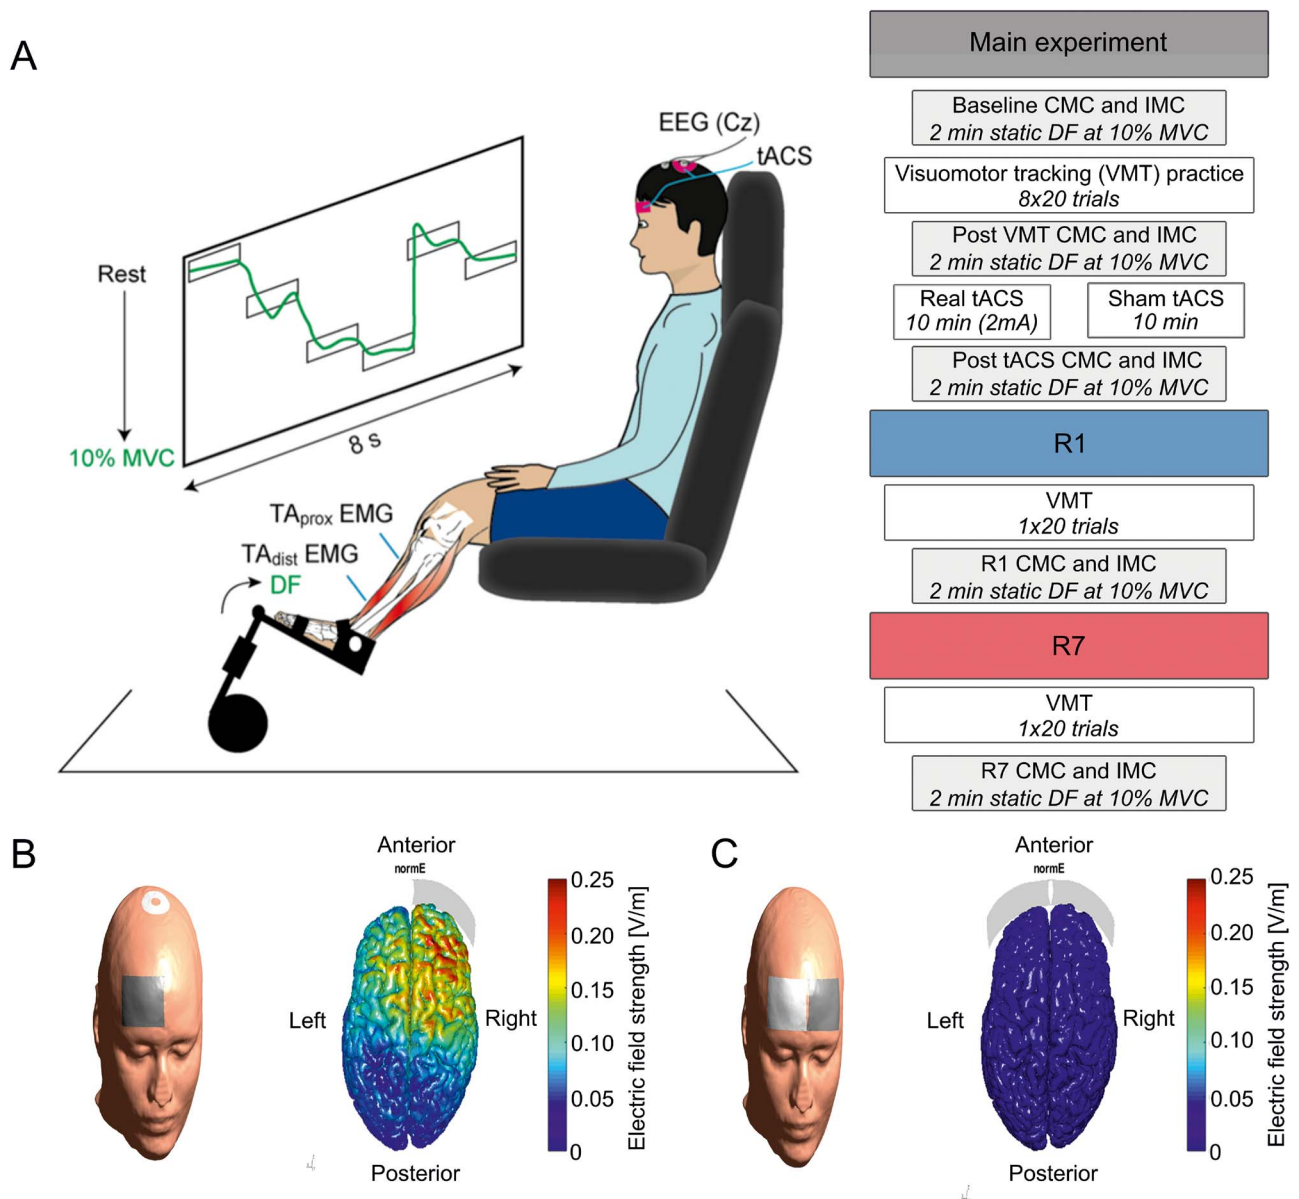 A
EEG (Cz)
tACS
Rest
10% MVC
8 s
TAprox EMG
TAdist EMG
DF
Main experiment
Baseline CMC and IMC
2 min static DF at 10% MVC
Visuomotor tracking (VMT) practice
8x20 trials
Post VMT CMC and IMC
2 min static DF at 10% MVC
Real tACS
10 min (2mA)
Sham tACS
10 min
Post tACS CMC and IMC
2 min static DF at 10% MVC
R1
VMT
1x20 trials
R1 CMC and IMC
2 min static DF at 10% MVC
R7
VMT
1x20 trials
R7 CMC and IMC
2 min static DF at 10% MVC
B
Anterior
normE
Left
Right
Posterior
0.25
0.20
0.15
0.10
0.05
0
Electric field strength [V/m]
C
Anterior
normE
Left
Right
Posterior
0.25
0.20
0.15
0.10
0.05
0
Electric field strength [V/m]